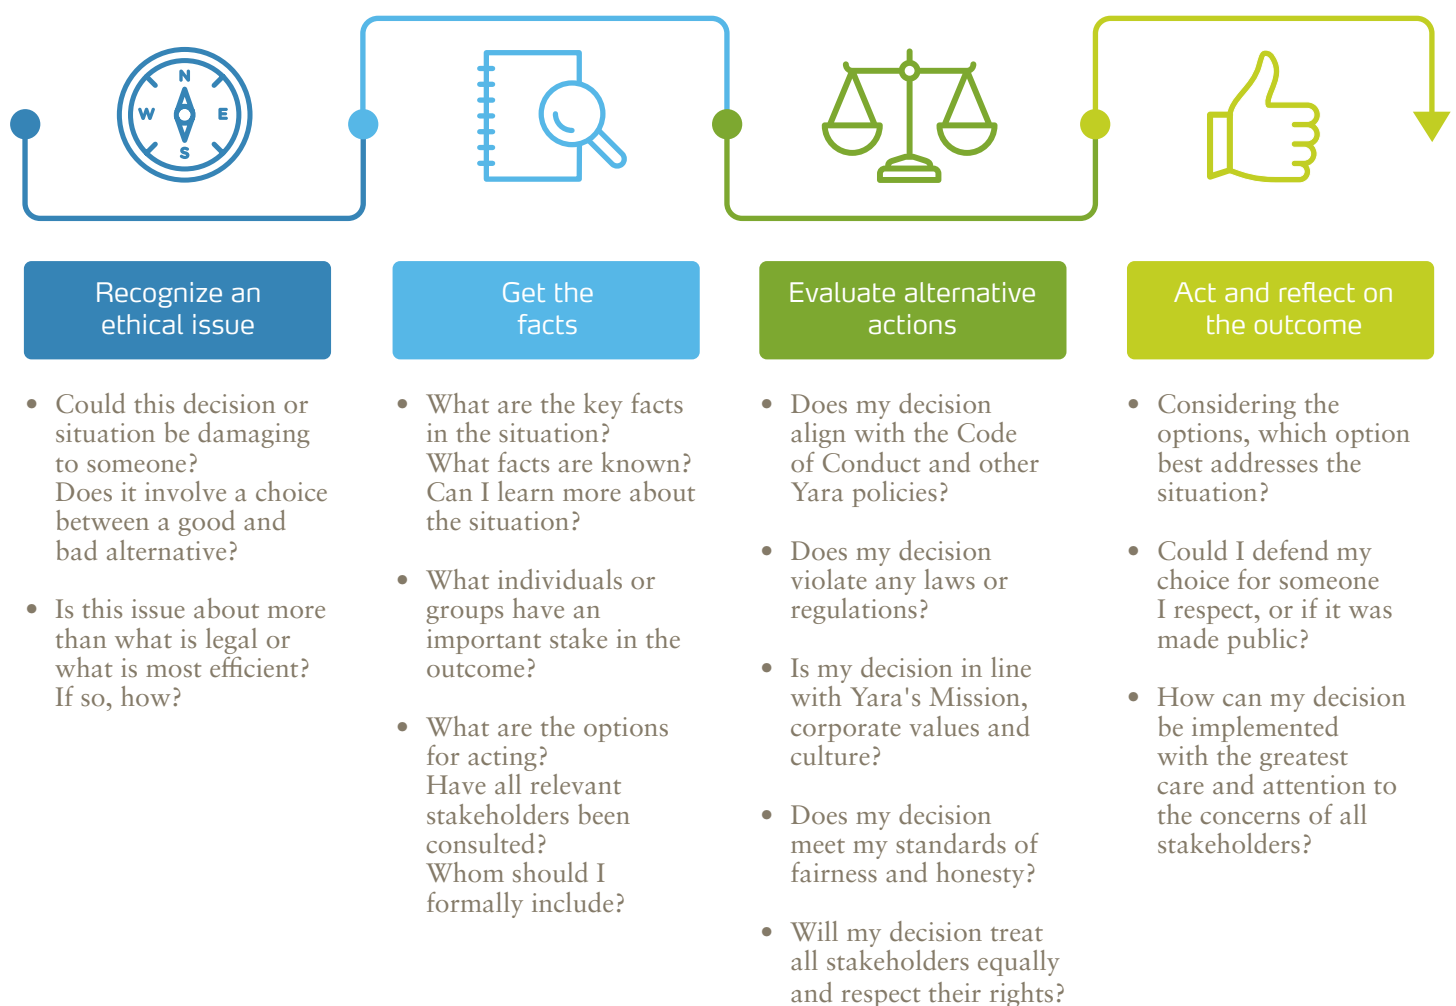 N
W
E
S
Recognize an
ethical issue
• Could this decision or
situation be damaging
to someone?
Does it involve a choice
between a good and
bad alternative?
• Is this issue about more
than what is legal or
what is most efficient?
If so, how?
Get the
facts
• What are the key facts
in the situation?
What facts are known?
Can I learn more about
the situation?
• What individuals or
groups have an
important stake in the
outcome?
• What are the options
for acting?
Have all relevant
stakeholders been
consulted?
Whom should I
formally include?
Evaluate alternative
actions
• Does my decision
align with the Code
of Conduct and other
Yara policies?
• Does my decision
violate any laws or
regulations?
• Is my decision in line
with Yara's Mission,
corporate values and
culture?
• Does my decision
meet my standards of
fairness and honesty?
• Will my decision treat
all stakeholders equally
and respect their rights?
Act and reflect on
the outcome
• Considering the
options, which option
best addresses the
situation?
• Could I defend my
choice for someone
I respect, or if it was
made public?
• How can my decision
be implemented
with the greatest
care and attention to
the concerns of all
stakeholders?